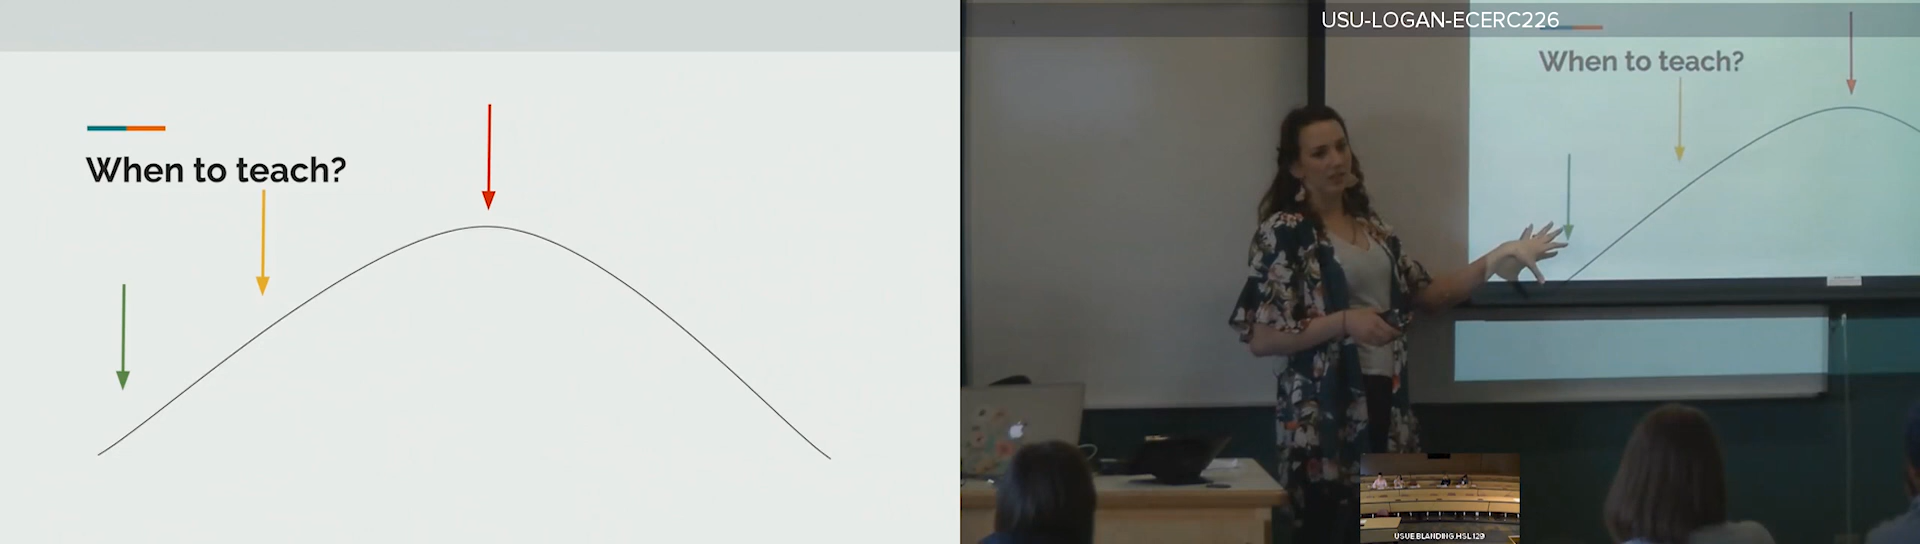 When to teach?
USU-LOGAN-ECERC226
When to teach?
USUE.BLANDING.HSL.129